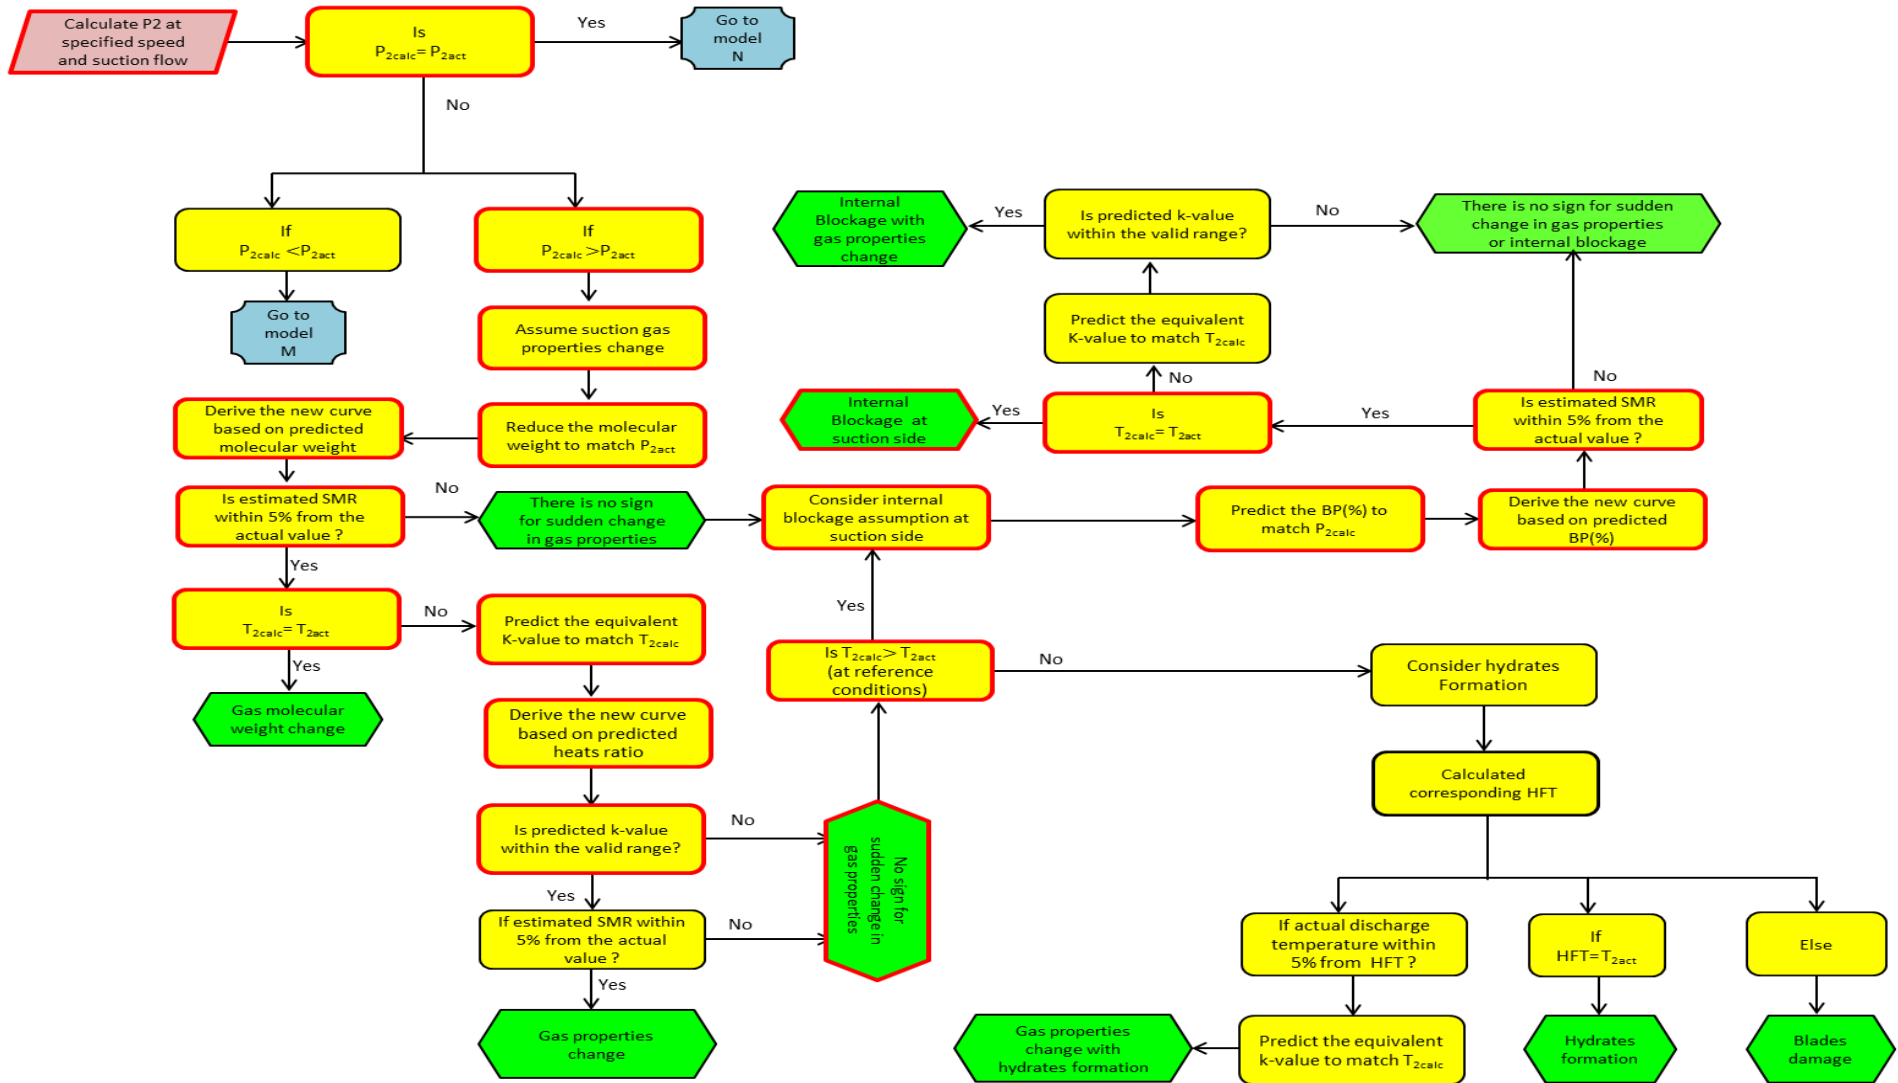 Calculate P2 at
specified speed
and suction flow
Is
P2calc= P2act
Yes
Go to
model
N
No
If
P2calc <P2act
Go to
model
M
If
P2calc >P2act
Assume suction gas
properties change
Reduce the molecular
weight to match P2act
Derive the new curve
based on predicted
molecular weight
Is estimated SMR
within 5% from the
actual value ?
No
There is no sign
for sudden change
in gas properties
Yes
Is
T2calc= T2act
No
Yes
Gas molecular
weight change
Predict the equivalent
K-value to match T2calc
Derive the new curve
based on predicted
heats ratio
Is predicted k-value
within the valid range?
No
Yes
If estimated SMR within
5% from the actual
value ?
No
Yes
Gas properties
change
No sign for
sudden change in
gas properties
Is T2calc> T2act
(at reference
conditions)
Yes
No
Consider internal
blockage assumption at
suction side
Predict the BP(%) to
match P2calc
Derive the new curve
based on predicted
BP(%)
Is estimated SMR
within 5% from the
actual value ?
No
There is no sign for sudden
change in gas properties
or internal blockage
Yes
Is
T2calc= T2act
Yes
Internal
Blockage at
suction side
No
Predict the equivalent
K-value to match T2calc
Is predicted k-value
within the valid range?
No
Yes
Internal
Blockage with
gas properties
change
Consider hydrates
Formation
Calculated
corresponding HFT
If actual discharge
temperature within
5% from HFT ?
Predict the equivalent
k-value to match T2calc
Gas properties
change with
hydrates formation
If
HFT= T2act
Hydrates
formation
Else
Blades
damage